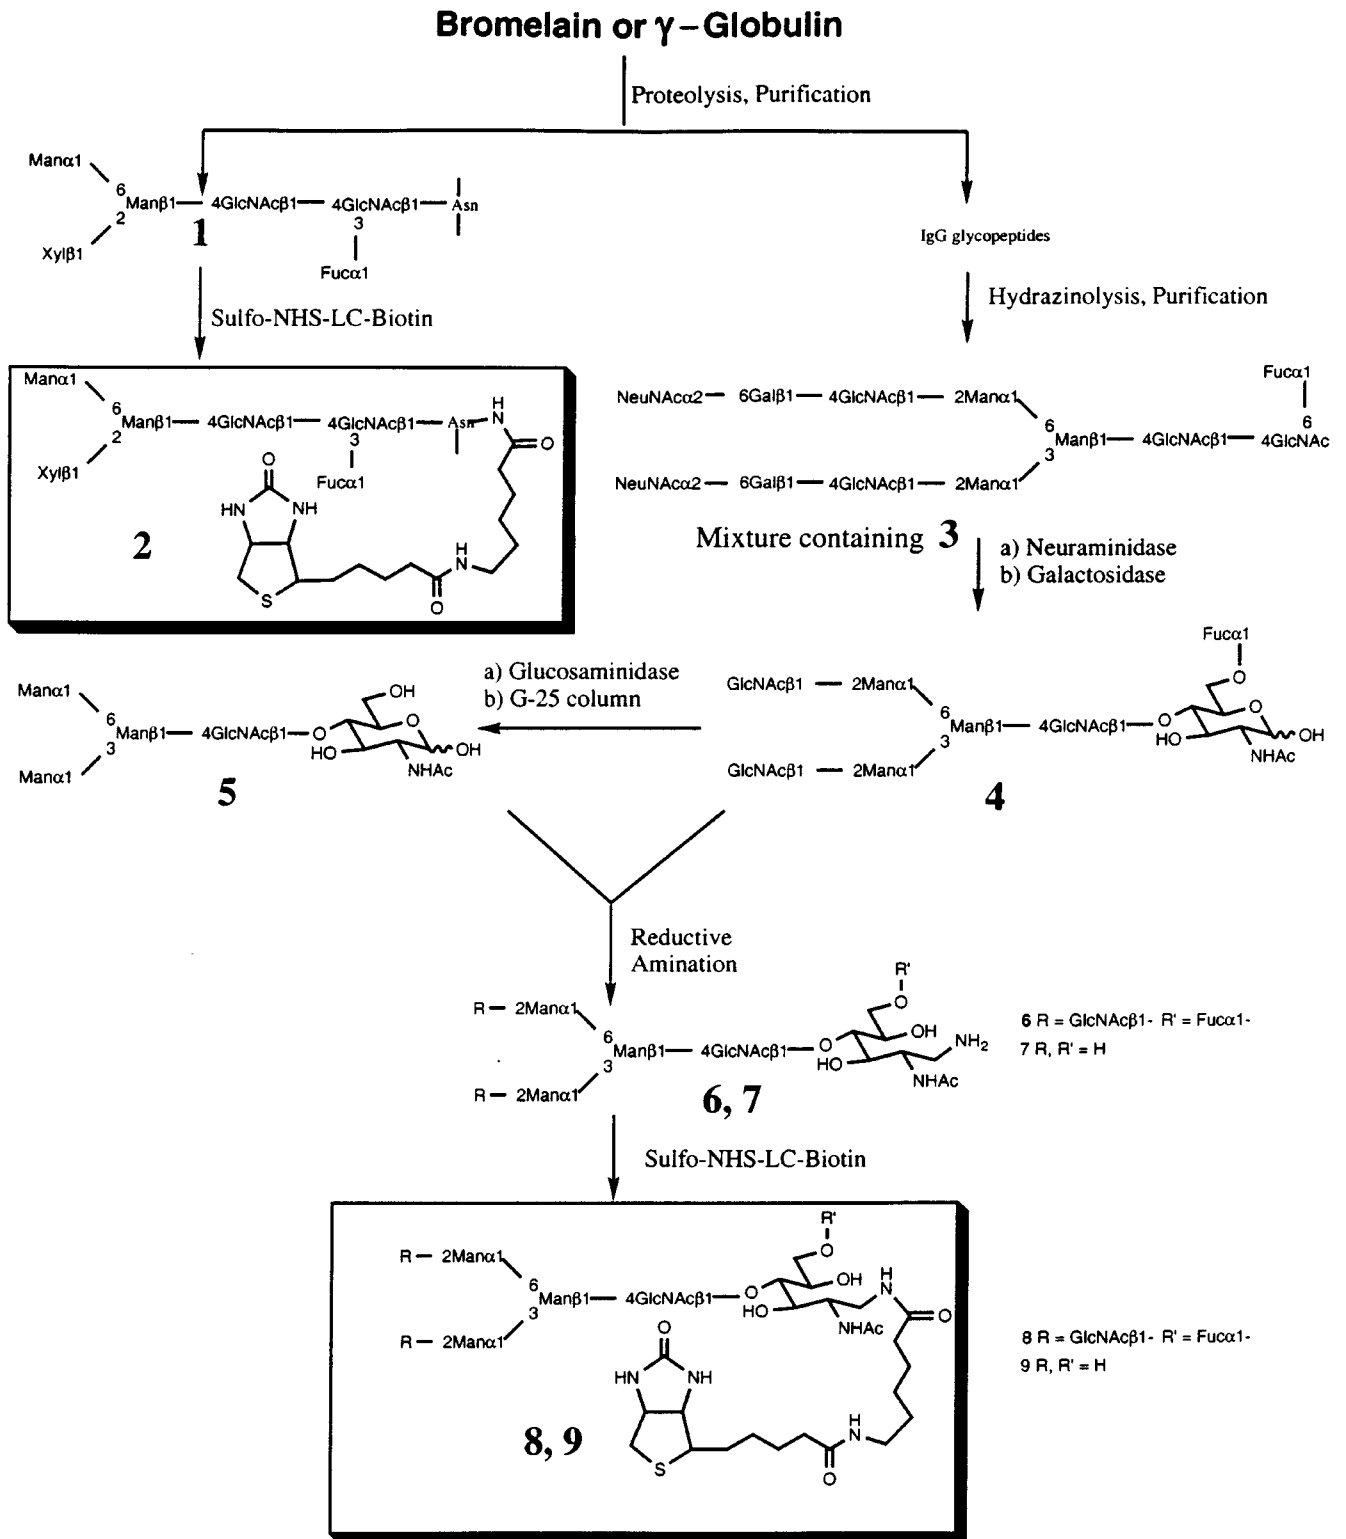 Bromelain or γ-Globulin
Proteolysis, Purification
Manα1
6
Manβ1— 4GlcNAcβ1— 4GlcNAcβ1— Asn
2
3
Xylβ1
1
Fucα1
IgG glycopeptides
Hydrazinolysis, Purification
Sulfo-NHS-LC-Biotin
Manα1
6
Manβ1— 4GlcNAcβ1— 4GlcNAcβ1— Asn
H
N
O
2
3
Xylβ1
Fucα1
O
HN
NH
2
H
N
S
O
Fucα1
6
NeuNAcα2— 6Galβ1— 4GlcNAcβ1— 2Manα1
6
Manβ1— 4GlcNAcβ1— 4GlcNAc
3
NeuNAcα2— 6Galβ1— 4GlcNAcβ1— 2Manα1
Mixture containing 3
a) Neuraminidase
b) Galactosidase
a) Glucosaminidase
b) G-25 column
Manα1
6
Manβ1— 4GlcNAcβ1—O
3
Manα1
OH
O
HO
OH
NHAc
5
Fucα1
O
GlcNAcβ1 — 2Manα1
6
Manβ1— 4GlcNAcβ1—O
3
GlcNAcβ1 — 2Manα1
O
HO
OH
NHAc
4
Reductive
Amination
R'
O
R— 2Manα1
6
Manβ1— 4GlcNAcβ1—O
3
R— 2Manα1
OH
HO
NH2
NHAc
6, 7
6 R = GlcNAcβ1- R' = Fucα1-
7 R, R' = H
Sulfo-NHS-LC-Biotin
R'
O
R— 2Manα1
6
Manβ1— 4GlcNAcβ1—O
3
R— 2Manα1
OH
H
N
HO
O
NHAc
O
HN
NH
8, 9
H
N
S
O
8 R = GlcNAcβ1- R' = Fucα1-
9 R, R' = H